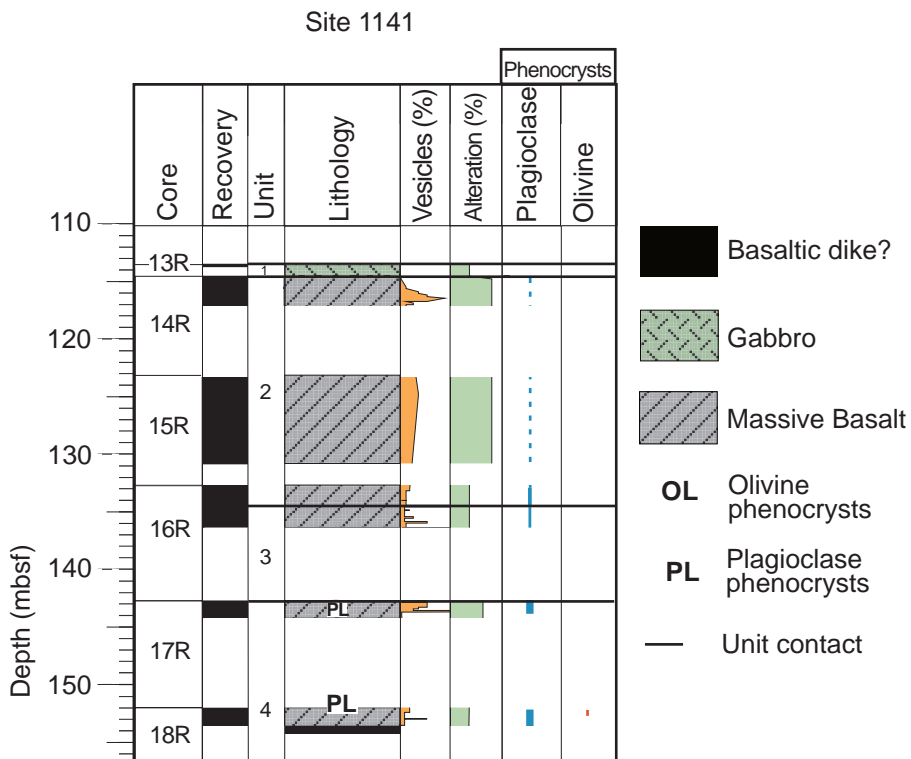 Site 1141
Phenocrysts
Core
Recovery
Unit
Lithology
Vesicles (%)
Alteration (%)
Plagioclase
Olivine
Depth (mbsf)
110
120
130
140
150
13R
14R
15R
16R
17R
18R
1
2
3
4
PL
PL
Basaltic dike?
Gabbro
Massive Basalt
OL Olivine
phenocrysts
PL Plagioclase
phenocrysts
Unit contact